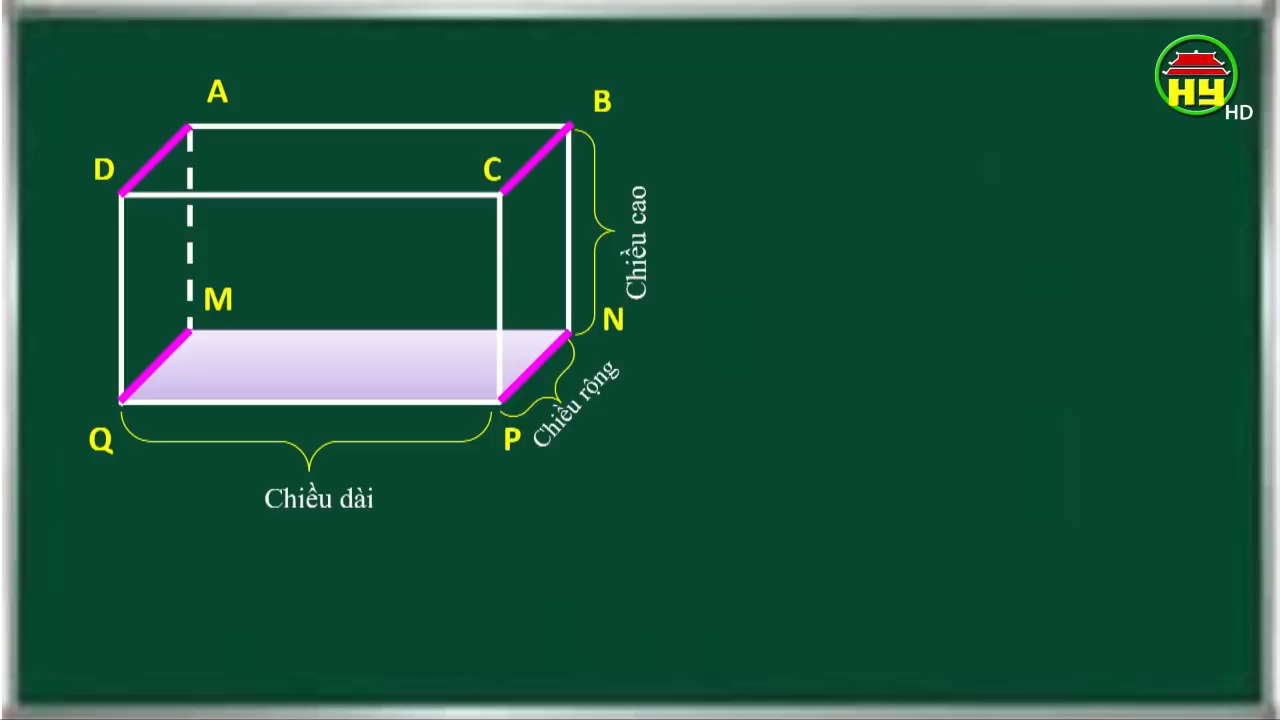 HY
HD
A
B
D
C
Chiều cao
M
N
Chiều rộng
Q
P
Chiều dài